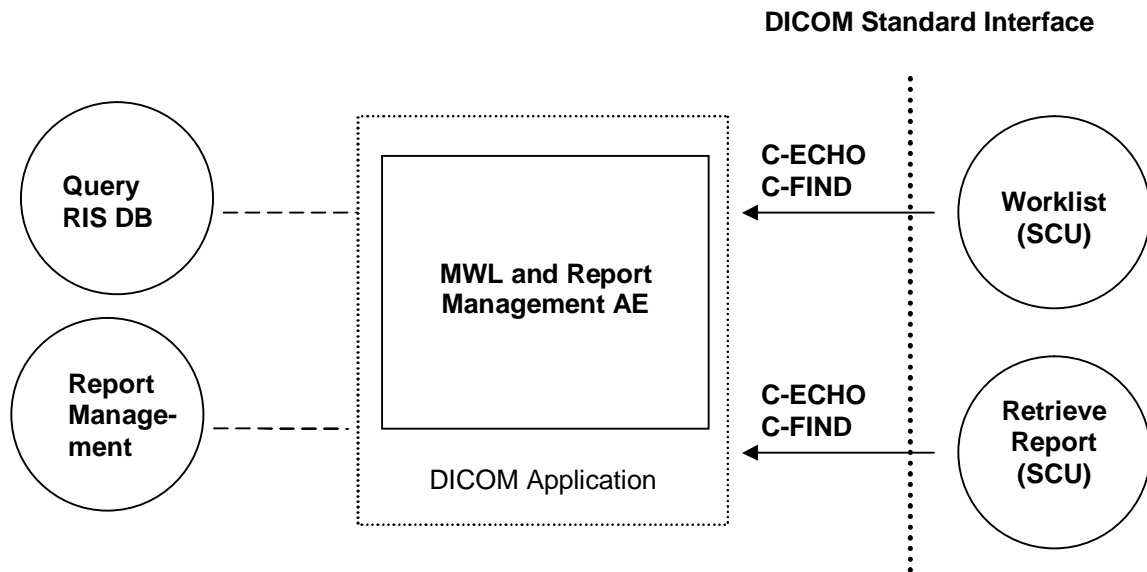 DICOM Standard Interface
Query
RIS DB
C-ECHO
C-FIND
Worklist
(SCU)
MWL and Report
Management AE
Report
Manage-
ment
C-ECHO
C-FIND
Retrieve
Report
(SCU)
DICOM Application